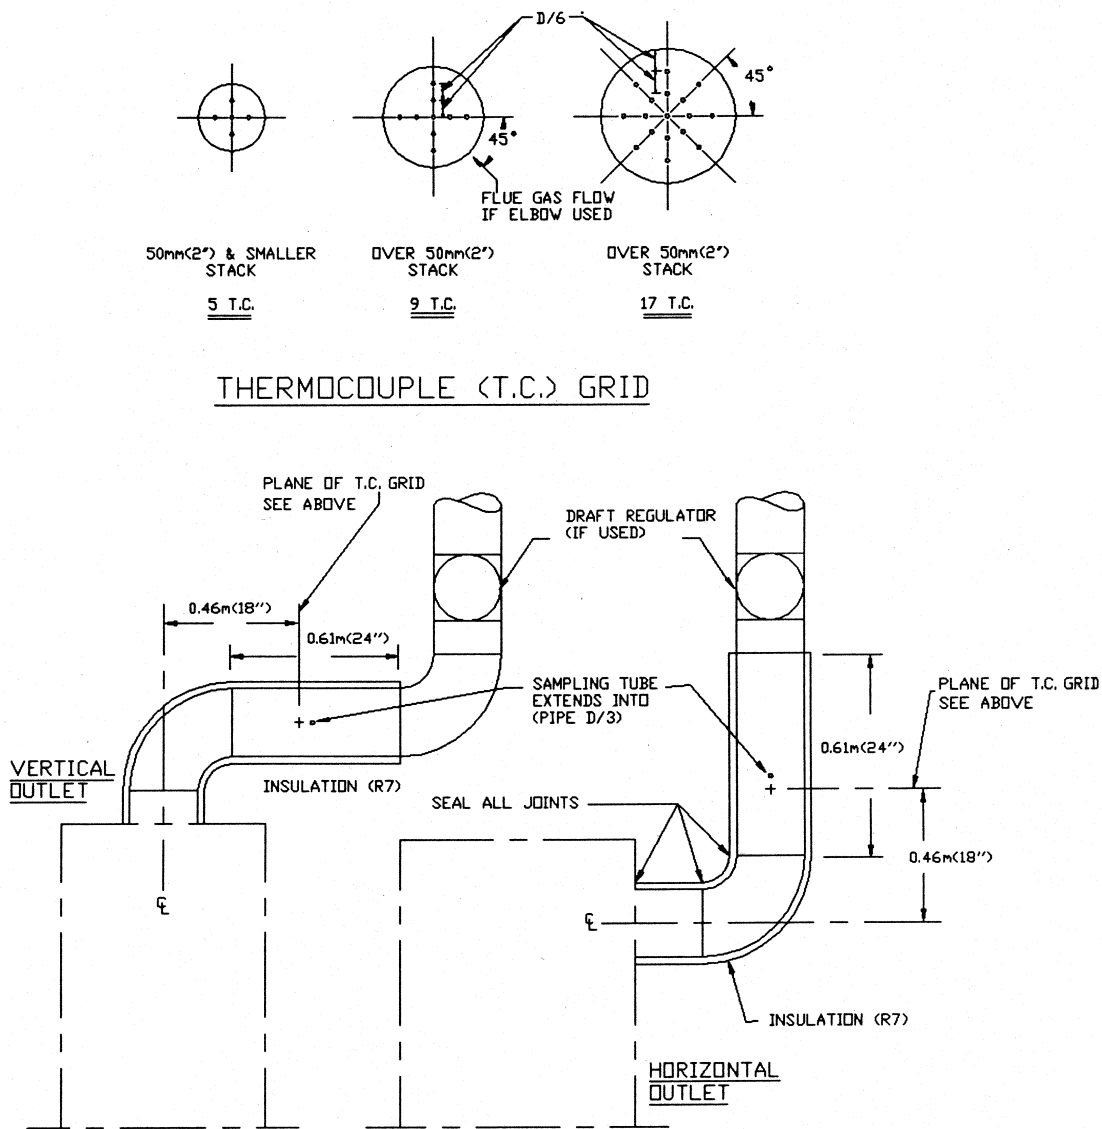 D/6
45°
45°
FLUE GAS FLOW
IF ELBOW USED
50mm(2") & SMALLER
STACK
5 T.C.
OVER 50mm(2")
STACK
9 T.C.
OVER 50mm(2")
STACK
17 T.C.
THERMOCOUPLE (T.C.) GRID
PLANE OF T.C. GRID
SEE ABOVE
DRAFT REGULATOR
(IF USED)
0.46m(18")
0.61m(24")
SAMPLING TUBE
EXTENDS INTO
(PIPE D/3)
PLANE OF T.C. GRID
SEE ABOVE
0.61m(24")
VERTICAL
OUTLET
INSULATION (R7)
SEAL ALL JOINTS
0.46m(18")
℄
℄
INSULATION (R7)
HORIZONTAL
OUTLET